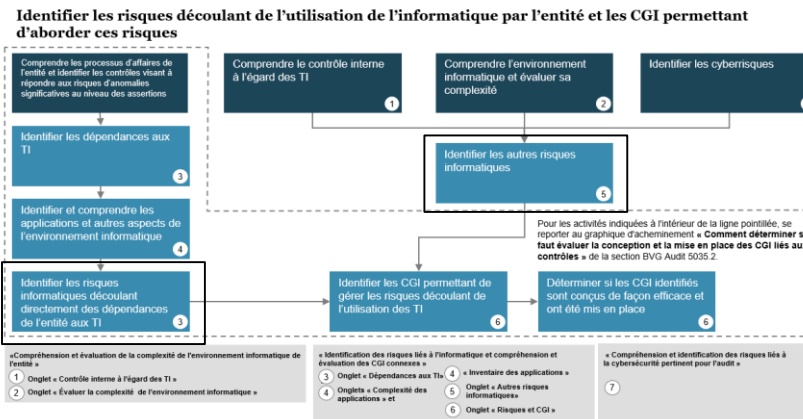 Identifier les risques découlant de l'utilisation de l'informatique par l'entité et les CGI permettant
d'aborder ces risques
Comprendre les processus d'affaires de
l'entité et identifier les contrôles visant à
répondre aux risques d'anomalies
significatives au niveau des assertions
Comprendre le contrôle interne
à l'égard des TI
1
Comprendre l'environnement
informatique et évaluer sa
complexité
2
Identifier les cyberrisques
Identifier les dépendances aux
TI
3
Identifier les autres risques
informatiques
5
Identifier et comprendre les
applications et autres aspects de
l'environnement informatique
4
Pour les activités indiquées à l'intérieur de la ligne pointillée, se
reporter au graphique d'acheminement « Comment déterminer s
faut évaluer la conception et la mise en place des CGI liés aux
contrôles » de la section BVG Audit 5035.2.
Identifier les risques
informatiques découlant
directement des dépendances
de l'entité aux TI
3
Identifier les CGI permettant de
gérer les risques découlant de
l'utilisation des TI
6
Déterminer si les CGI identifiés
sont conçus de façon efficace et
ont été mis en place
6
«Compréhension et évaluation de la complexité de l'environnement informatique de
l'entité »
1 Onglet « Contrôle interne à l'égard des TI »
2 Onglet « Évaluer la complexité de l'environnement informatique »
« Identification des risques liés à l'informatique et compréhension et
évaluation des CGI connexes »
3 Onglet « Dépendances aux TI»
4 Onglets « Complexité des
applications » et
4 « Inventaire des applications »
5 Onglet « Autres risques
informatiques»
6 Onglet « Risques et CGI »
« Compréhension et identification des risques liés à
la cybersécurité pertinent pour l'audit »
7